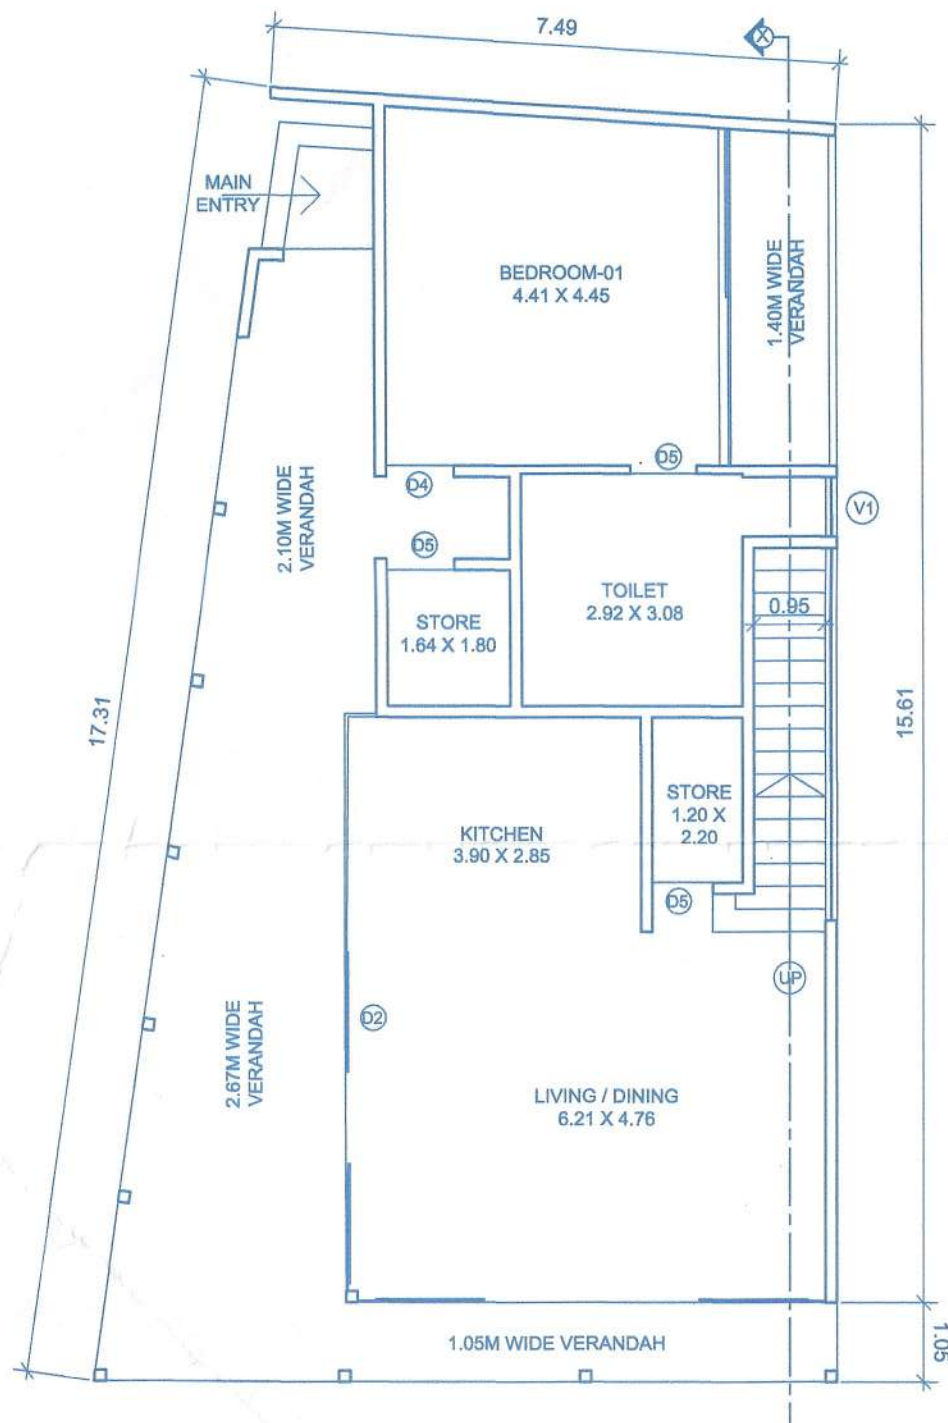 7.49
X
MAIN
ENTRY
BEDROOM-01
4.41 X 4.45
1.40M WIDE
VERANDAH
D5
D4
V1
2.10M WIDE
VERANDAH
D5
TOILET
2.92 X 3.08
0.95
STORE
1.64 X 1.80
17.31
15.61
STORE
1.20 X
2.20
KITCHEN
3.90 X 2.85
D5
UP
D2
2.67M WIDE
VERANDAH
LIVING / DINING
6.21 X 4.76
1.05M WIDE VERANDAH
1.05